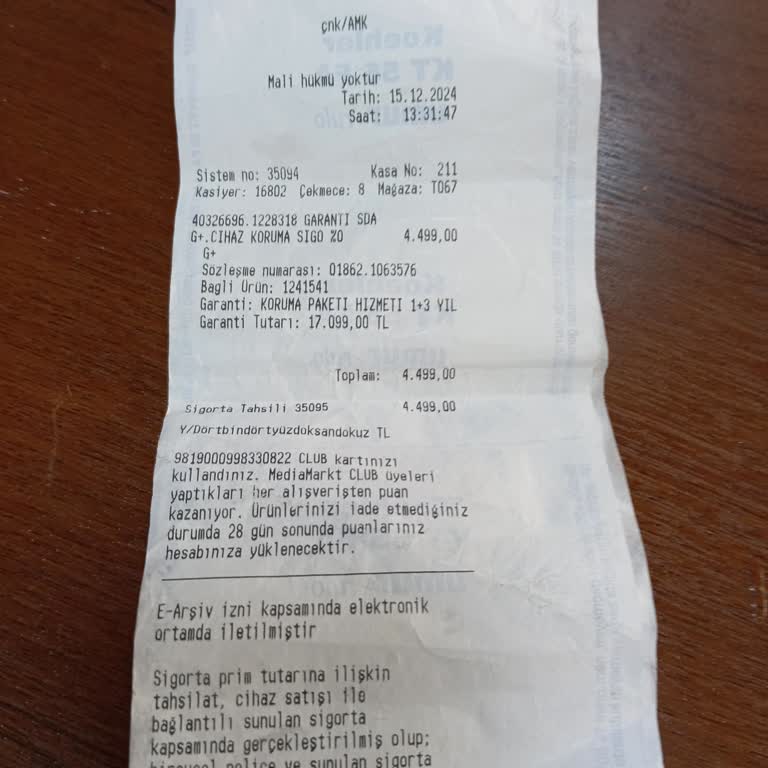 çnk/AMK
Mali hükmü yoktur
Tarih: 15.12.2024
Saat: 13:31:47
Sistem no: 35094 Kasa No: 211
Kasiyer: 16802 Çekmece: 8 Mağaza: T067
40326696.1228318 GARANTI SDA
G+.CIHAZ KORUMA SIGO %0 4.499,00
G+
Sözleşme numarası: 01862.1063576
Bagli Ürün: 1241541
Garanti: KORUMA PAKETI HIZMETI 1+3 YIL
Garanti Tutarı: 17.099,00 TL
Toplam: 4.499,00
Sigorta Tahsili 35095 4.499,00
Y/Dörtbindörtyüzdoksandokuz TL
9819000998330822 CLUB kartınızı
kullandınız. MediaMarkt CLUB üyeleri
yaptıkları her alışverişten puan
kazanıyor. Ürünlerinizi iade etmediğiniz
durumda 28 gün sonunda puanlarınız
hesabınıza yüklenecektir.
E-Arşiv izni kapsamında elektronik
ortamda iletilmiştir
Sigorta prim tutarına ilişkin
tahsilat, cihaz satışı ile
bağlantılı sunulan sigorta
kapsamında gerçekleştirilmiş olup;
bireysel poliçe ve sunulan sigorta